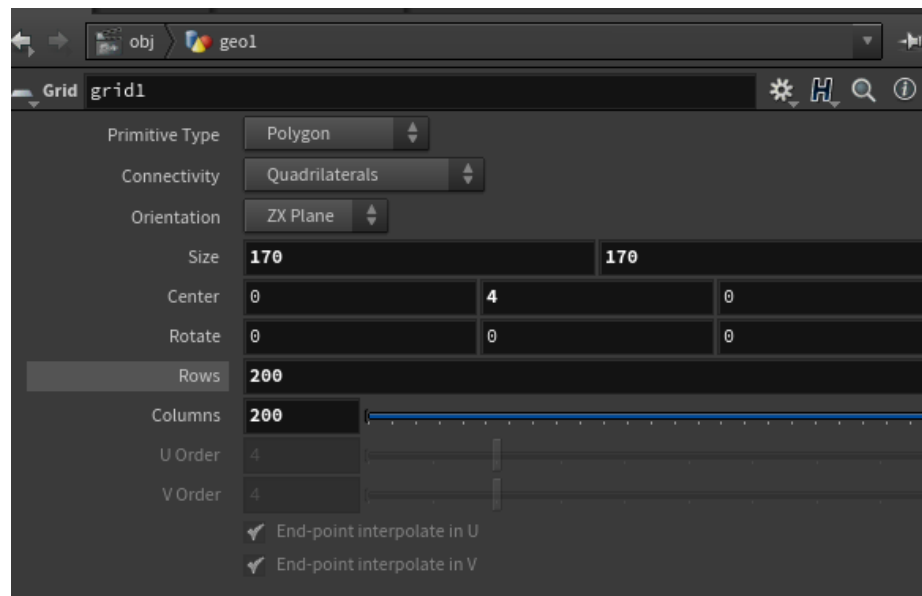 obj geo1
Grid grid1
Primitive Type Polygon
Connectivity Quadrilaterals
Orientation ZX Plane
Size 170 170
Center 0 4 0
Rotate 0 0 0
Rows 200
Columns 200
U Order 4
V Order 4
End-point interpolate in U
End-point interpolate in V